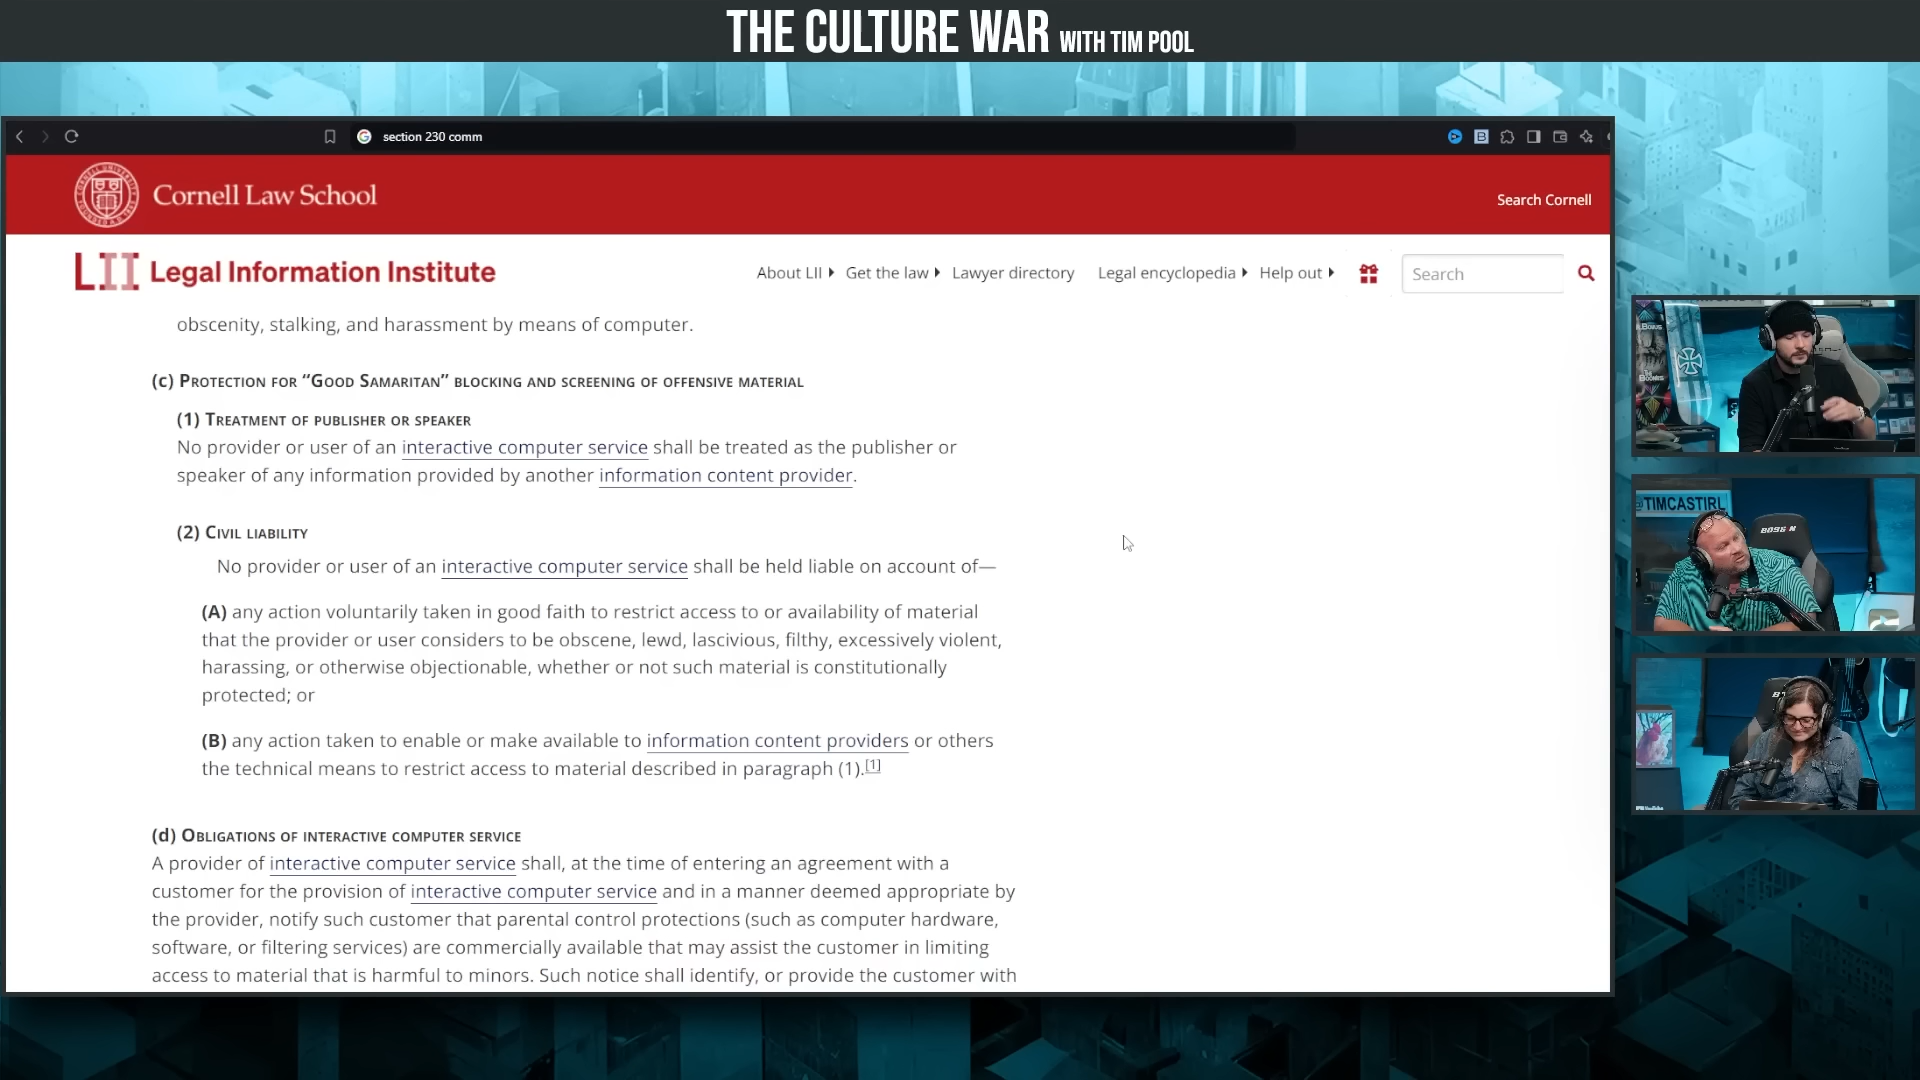 THE CULTURE WAR WITH TIM POOL
section 230 comm
Cornell Law School
Search Cornell
LII Legal Information Institute
About LII
Get the law
Lawyer directory
Legal encyclopedia
Help out
Search
obscenity, stalking, and harassment by means of computer.
(c) Protection for “Good Samaritan” blocking and screening of offensive material
(1) Treatment of publisher or speaker
No provider or user of an interactive computer service shall be treated as the publisher or
speaker of any information provided by another information content provider.
(2) Civil liability
No provider or user of an interactive computer service shall be held liable on account of—
(A) any action voluntarily taken in good faith to restrict access to or availability of material
that the provider or user considers to be obscene, lewd, lascivious, filthy, excessively violent,
harassing, or otherwise objectionable, whether or not such material is constitutionally
protected; or
(B) any action taken to enable or make available to information content providers or others
the technical means to restrict access to material described in paragraph (1).[1]
(d) Obligations of interactive computer service
A provider of interactive computer service shall, at the time of entering an agreement with a
customer for the provision of interactive computer service and in a manner deemed appropriate by
the provider, notify such customer that parental control protections (such as computer hardware,
software, or filtering services) are commercially available that may assist the customer in limiting
access to material that is harmful to minors. Such notice shall identify, or provide the customer with
@TIMCASTIRL